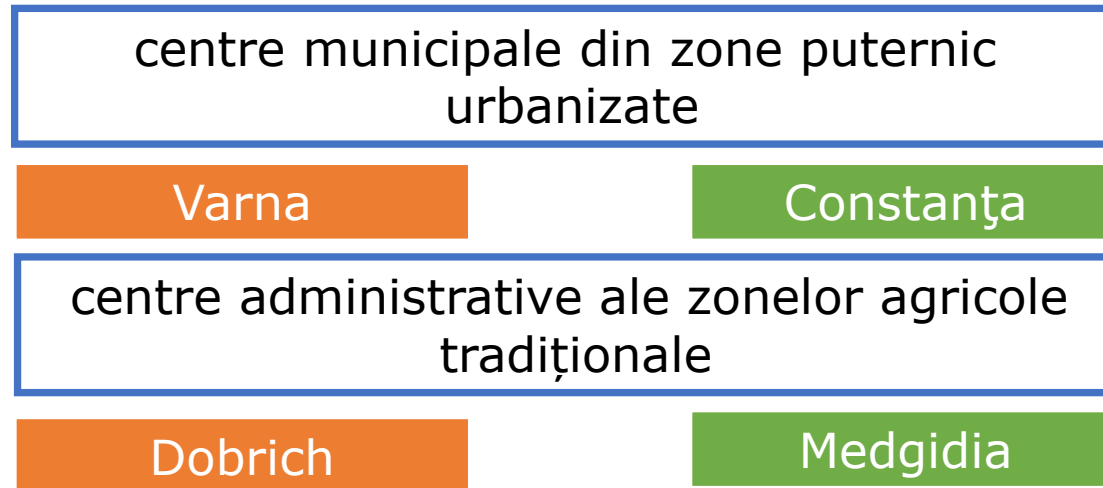 centre municipale din zone puternic
urbanizate
Varna
Constanţa
centre administrative ale zonelor agricole
tradiționale
Dobrich
Medgidia